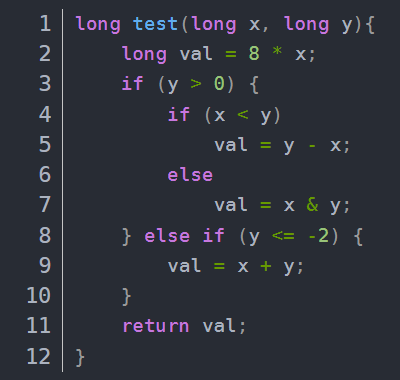 1 long test(long x, long y){
2     long val = 8 * x;
3     if (y > 0) {
4         if (x < y)
5             val = y - x;
6         else
7             val = x & y;
8     } else if (y <= -2) {
9         val = x + y;
10     }
11     return val;
12 }